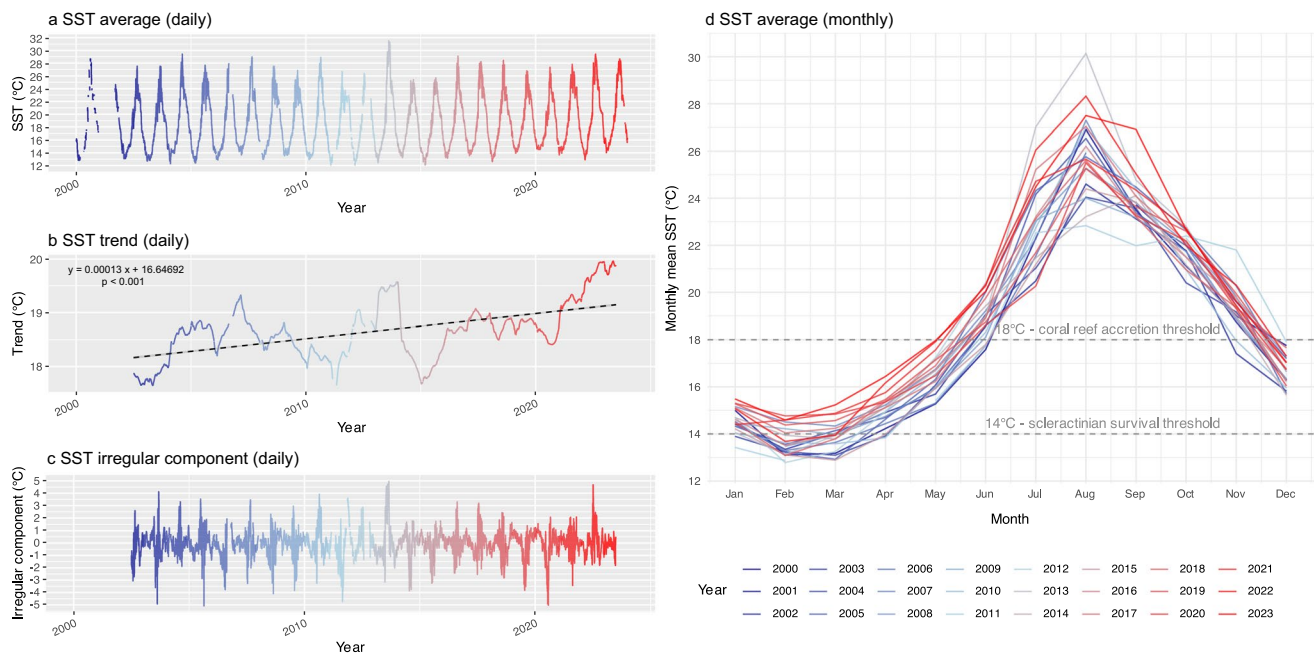 a SST average (daily)
SST (°C)
32
30
28
26
24
22
20
18
16
14
12
2000
2010
2020
Year
b SST trend (daily)
y = 0.00013 x + 16.64692
p < 0.001
Trend (°C)
20
19
18
2000
2010
2020
Year
c SST irregular component (daily)
Irregular component (°C)
5
4
3
2
1
0
-1
-2
-3
-4
-5
2000
2010
2020
Year
d SST average (monthly)
Monthly mean SST (°C)
30
28
26
24
22
20
18
16
14
12
18°C - coral reef accretion threshold
14°C - scleractinian survival threshold
Jan Feb Mar Apr May Jun Jul Aug Sep Oct Nov Dec
Month
Year
2000 2003 2006 2009 2012 2015 2018 2021
2001 2004 2007 2010 2013 2016 2019 2022
2002 2005 2008 2011 2014 2017 2020 2023